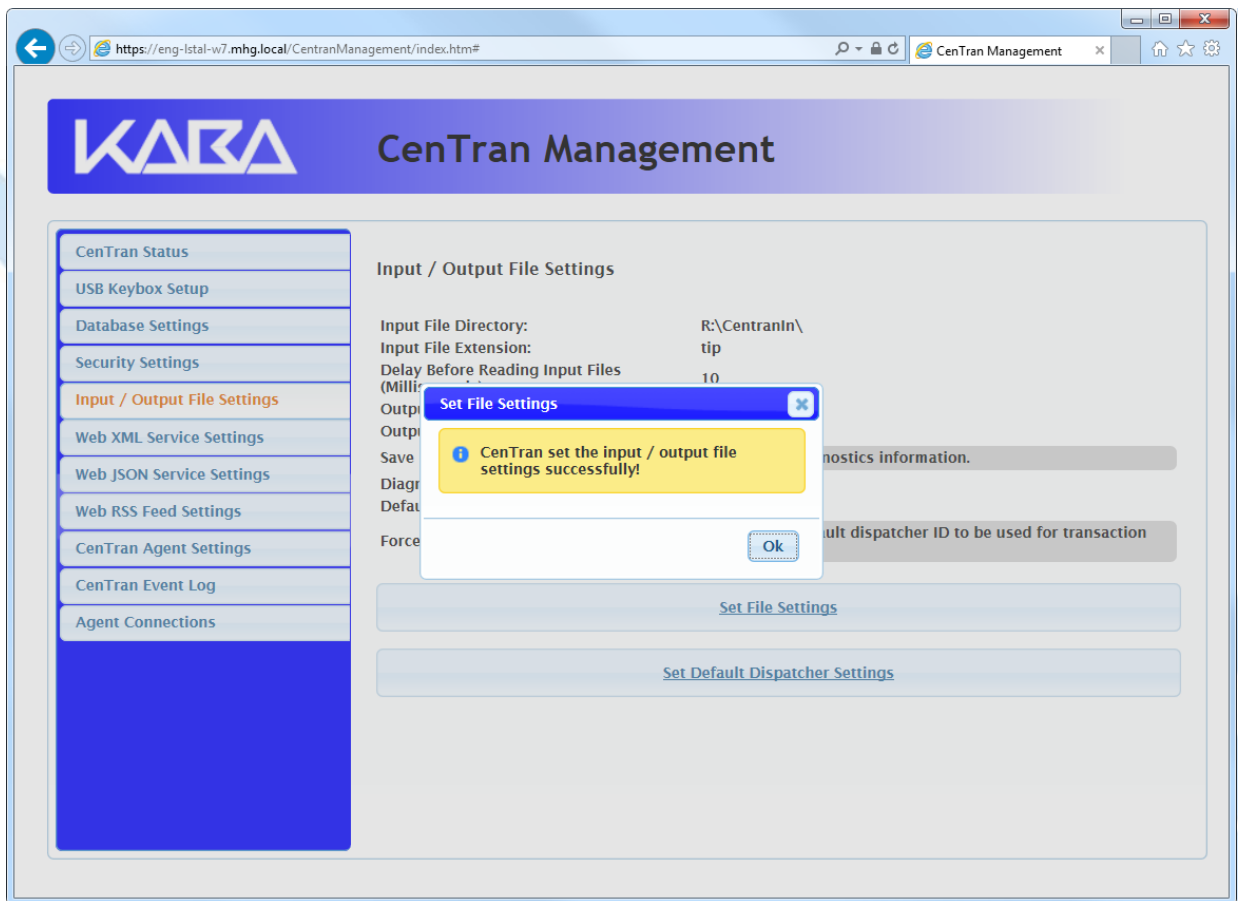 https://eng-lstal-w7.mhg.local/CentranManagement/index.htm#
CenTran Management
KABA
CenTran Management
CenTran Status
USB Keybox Setup
Database Settings
Security Settings
Input / Output File Settings
Web XML Service Settings
Web JSON Service Settings
Web RSS Feed Settings
CenTran Agent Settings
CenTran Event Log
Agent Connections
Input / Output File Settings
Input File Directory: R:\CentranIn\
Input File Extension: tip
Delay Before Reading Input Files
10
Save
Force
nostics information.
ault dispatcher ID to be used for transaction
Set File Settings
CenTran set the input / output file
settings successfully!
Ok
Set File Settings
Set Default Dispatcher Settings